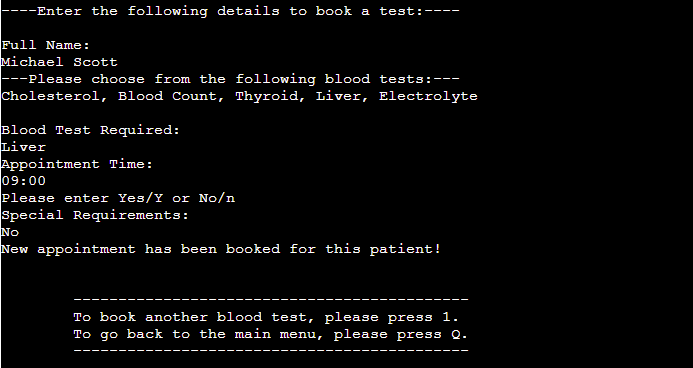 ----Enter the following details to book a test:----
Full Name:
Michael Scott
---Please choose from the following blood tests:---
Cholesterol, Blood Count, Thyroid, Liver, Electrolyte
Blood Test Required:
Liver
Appointment Time:
09:00
Please enter Yes/Y or No/n
Special Requirements:
No
New appointment has been booked for this patient!
--------------------------------------------
To book another blood test, please press 1.
To go back to the main menu, please press Q.
--------------------------------------------